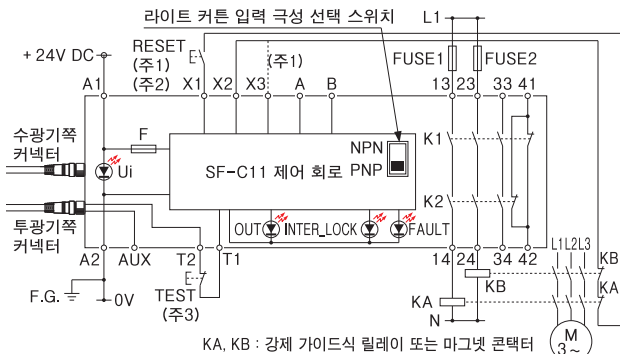 라이트 커튼 입력 극성 선택 스위치
L1
+ 24V DC
RESET
(주1)
(주2)
(주1)
FUSE1
FUSE2
A1
X1
X2
X3
A
B
13
23
33
41
수광기쪽
커넥터
F
Ui
SF-C11 제어 회로
NPN
PNP
K1
K2
투광기쪽
커넥터
OUT
INTER_LOCK
FAULT
A2
AUX
T2
T1
14
24
34
42
L1
L2
L3
KB
KA
F.G.
0V
TEST
(주3)
KB
KA
N
M
3~
KA, KB : 강제 가이드식 릴레이 또는 마그넷 콘택터